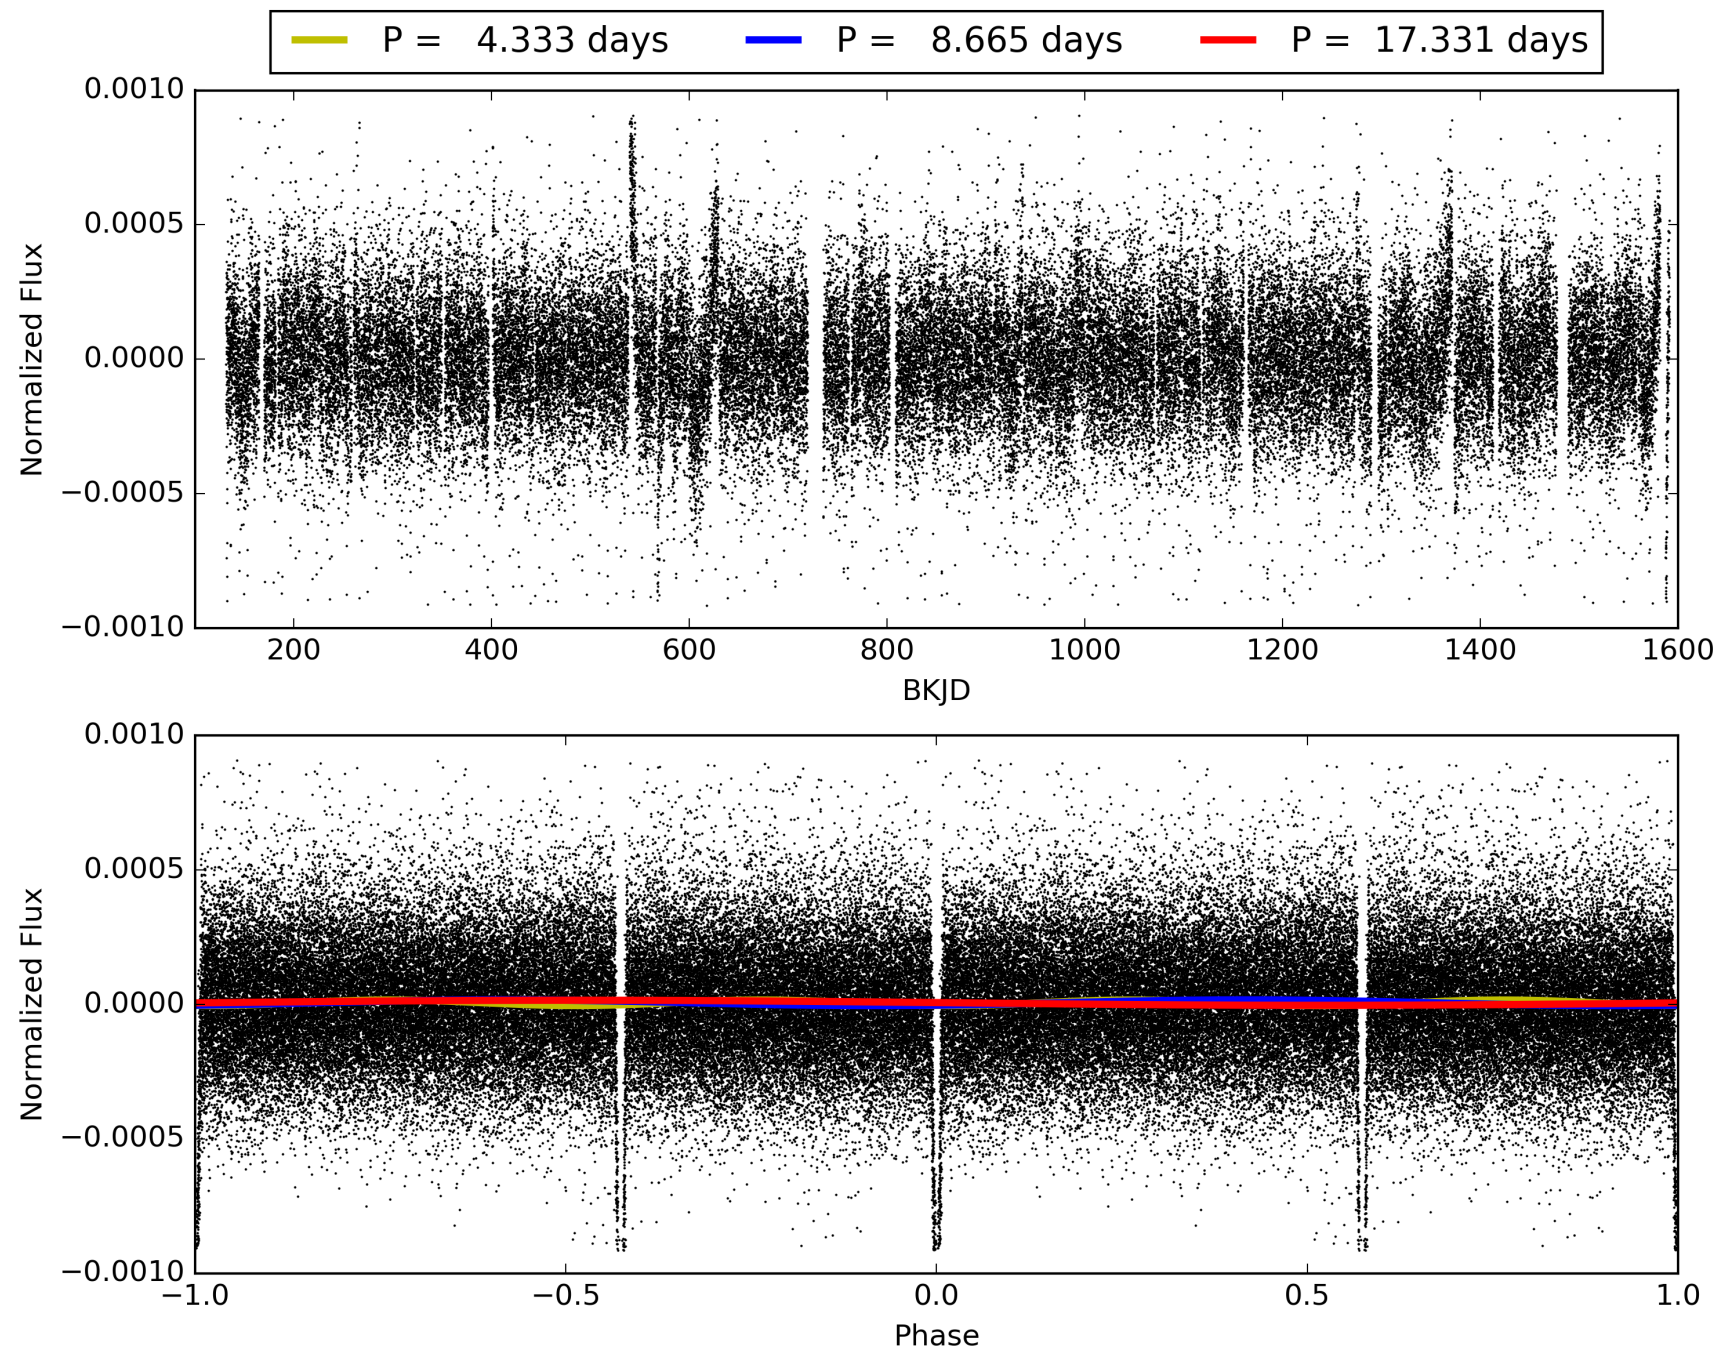 P = 4.333 days P = 8.665 days P = 17.331 days
0.0010
0.0005
0.0000
−0.0005
−0.0010
Normalized Flux
200 400 600 800 1000 1200 1400 1600
BKJD
0.0010
0.0005
0.0000
−0.0005
−0.0010
Normalized Flux
−1.0 −0.5 0.0 0.5 1.0
Phase